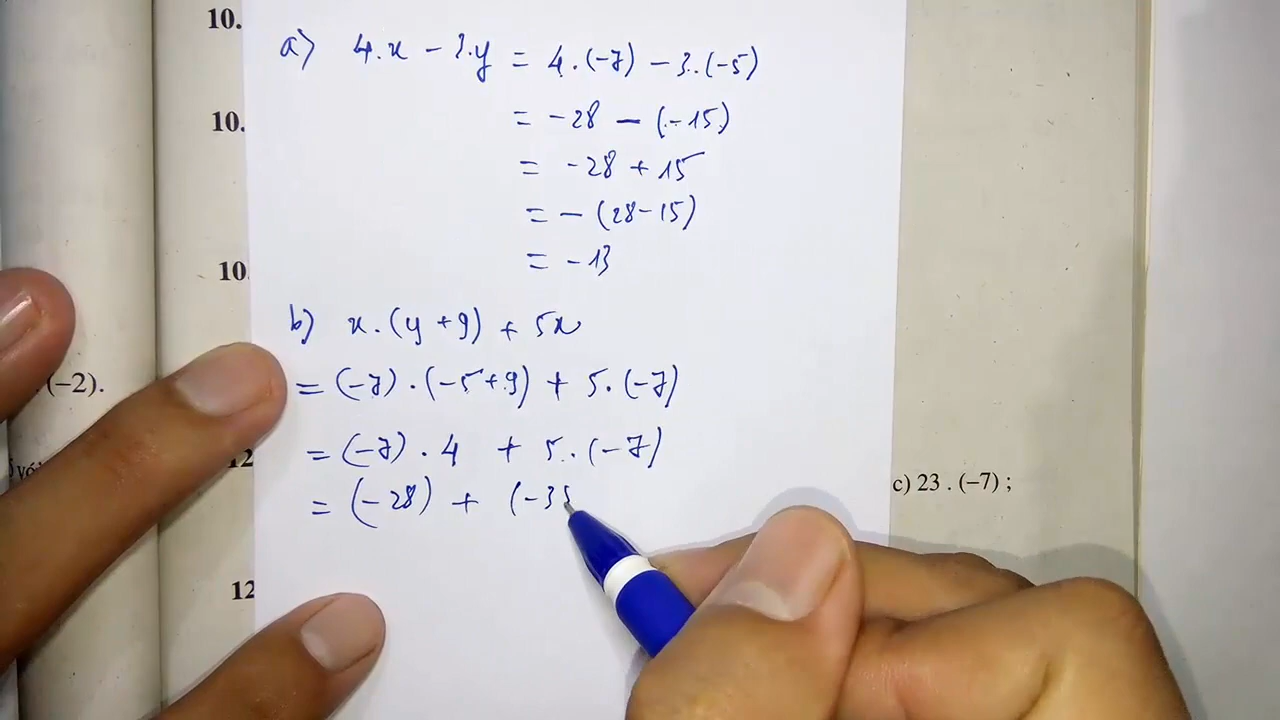 10.
a) 4.x - 3.y = 4.(-7) - 3.(-5)
10.
= -28 - (-15)
= -28 + 15
= - (28-15)
10.
= -13
b) x.(y+9) + 5x
(–2).
= (-7).(-5+9) + 5.(-7)
12
= (-7).4 + 5.(-7)
c) 23 . (–7) ;
= (-28) + (-35
12